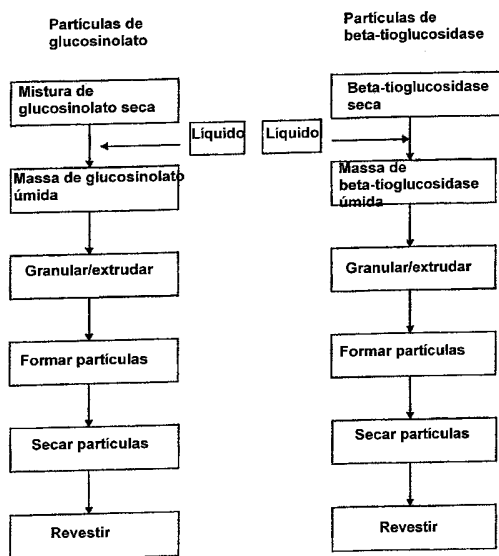 Partículas de
glucosinolato
Mistura de
glucosinolato seca
Líquido
Massa de glucosinolato
úmida
Granular/extrudar
Formar partículas
Secar partículas
Revestir
Partículas de
beta-tioglucosidase
Beta-tioglucosidase
seca
Líquido
Massa de
beta-tioglucosidase
úmida
Granular/extrudar
Formar partículas
Secar partículas
Revestir